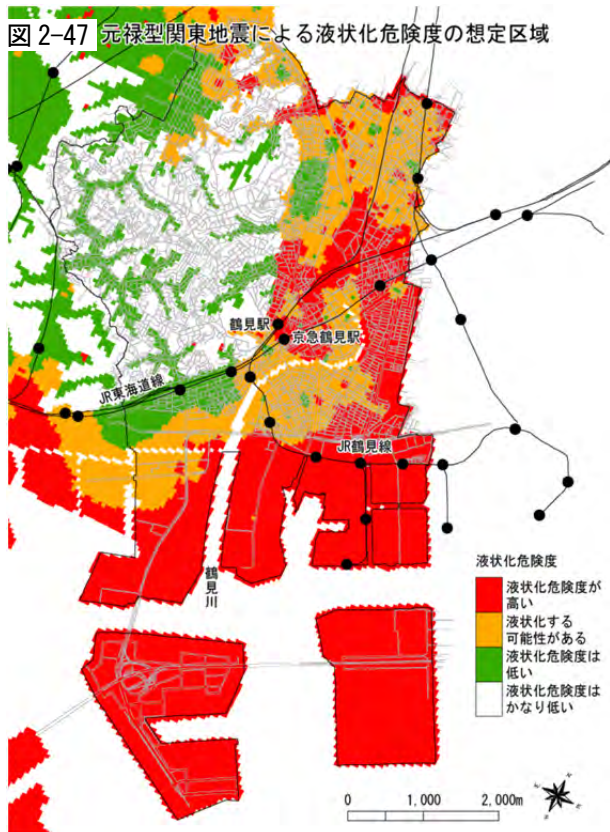 図 2-47 元禄型関東地震による液状化危険度の想定区域
鶴見駅
京急鶴見駅
JR東海道線
JR鶴見線
鶴見川
液状化危険度
液状化危険度が
高い
液状化する
可能性がある
液状化危険度は
低い
液状化危険度は
かなり低い
0 1,000 2,000m